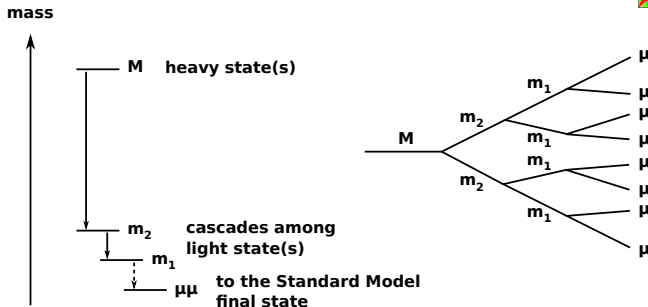 mass
M heavy state(s)
m2 cascades among
light state(s)
m1
μμ to the Standard Model
final state
M
m2
m2
m1
m1
m1
m1
μ
μ
μ
μ
μ
μ
μ
μ